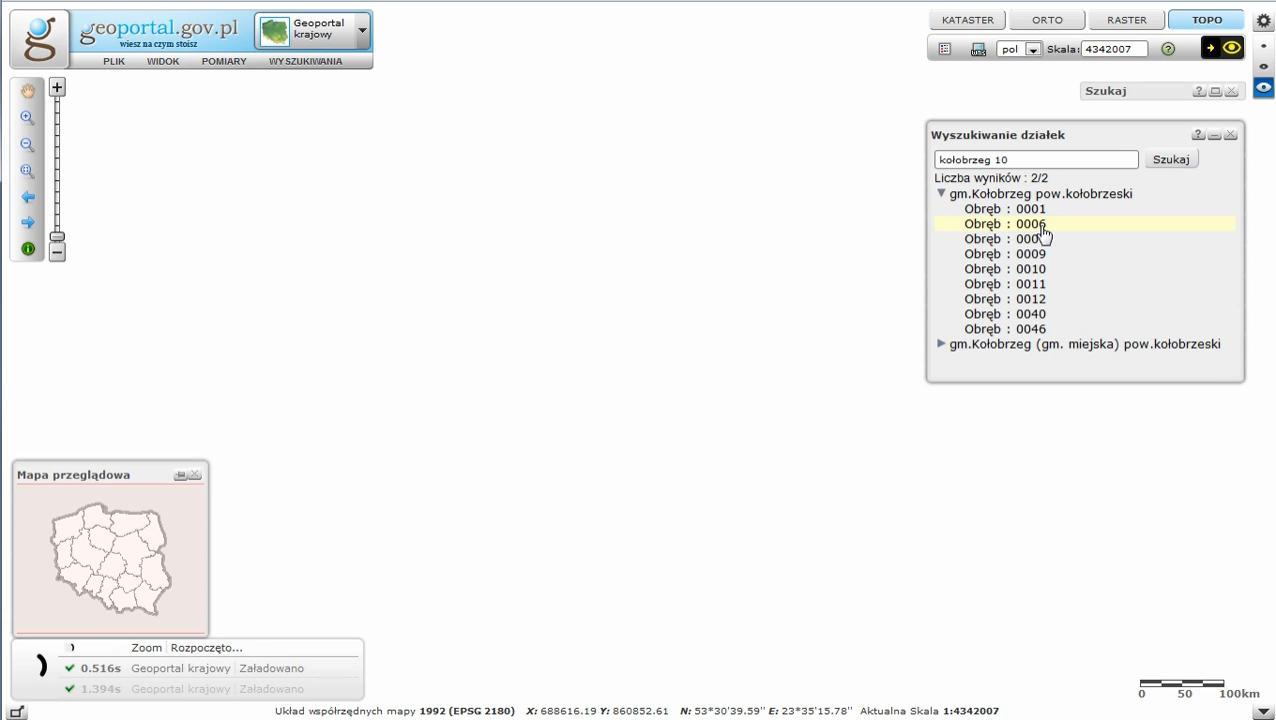 geoportal.gov.pl
wiesz na czym stoisz
Geoportal
krajowy
PLIK WIDOK POMIARY WYSZUKIWANIA
KATASTER ORTO RASTER TOPO
pol Skala: 4342007
Szukaj
Wyszukiwanie działek
kołobrzeg 10 Szukaj
Liczba wyników : 2/2
gm.Kołobrzeg pow.kołobrzeski
Obręb : 0001
Obręb : 0006
Obręb :
Obręb : 0009
Obręb : 0010
Obręb : 0011
Obręb : 0012
Obręb : 0040
Obręb : 0046
gm.Kołobrzeg (gm. miejska) pow.kołobrzeski
Mapa przeglądowa
Zoom Rozpoczęto...
0.516s Geoportal krajowy Załadowano
1.394s Geoportal krajowy Załadowano
0 50 100km
Układ współrzędnych mapy 1992 (EPSG 2180) X: 688616.19 Y: 860852.61 N: 53°30'39.59'' E: 23°35'15.78'' Aktualna Skala 1:4342007